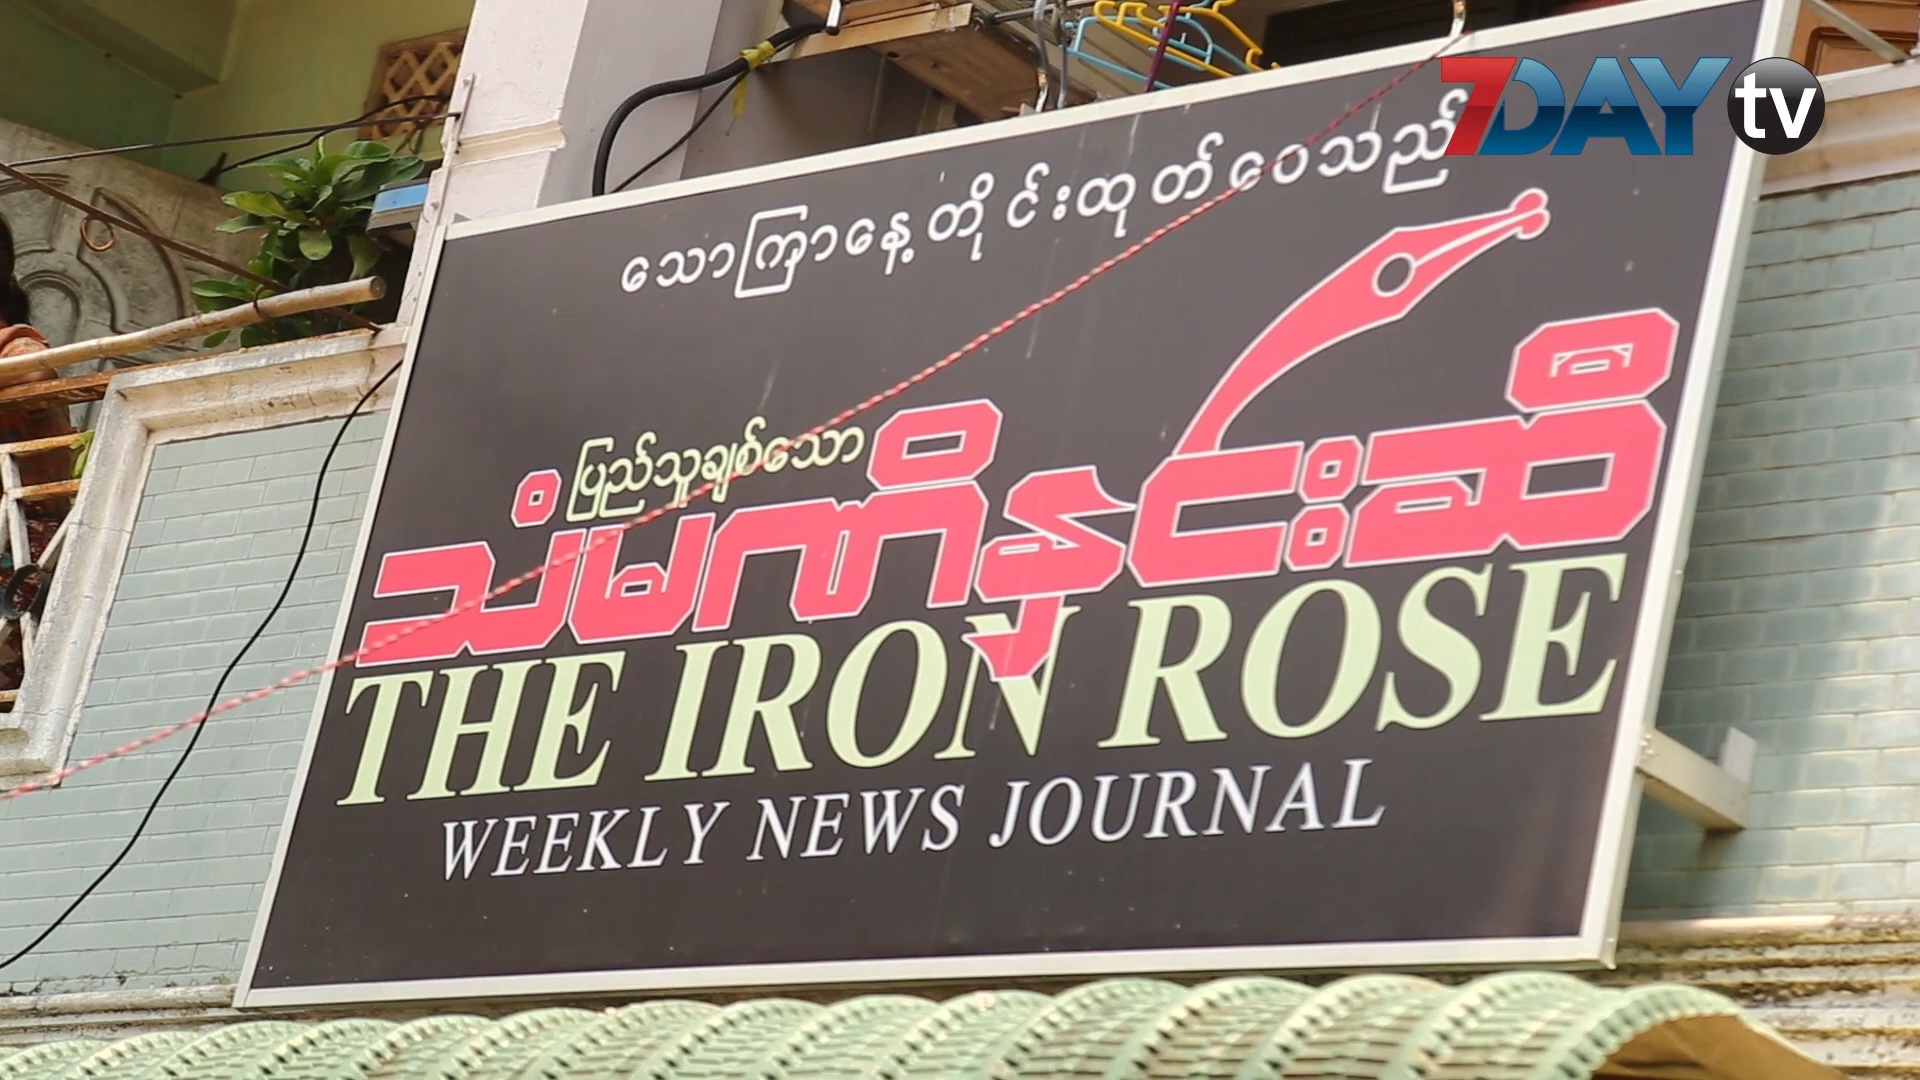 7DAY tv
သောကြာနေ့တိုင်းထုတ်ဝေသည်
ပြည်သူချစ်သော
သံမဏိနှင်းဆီ
THE IRON ROSE
WEEKLY NEWS JOURNAL